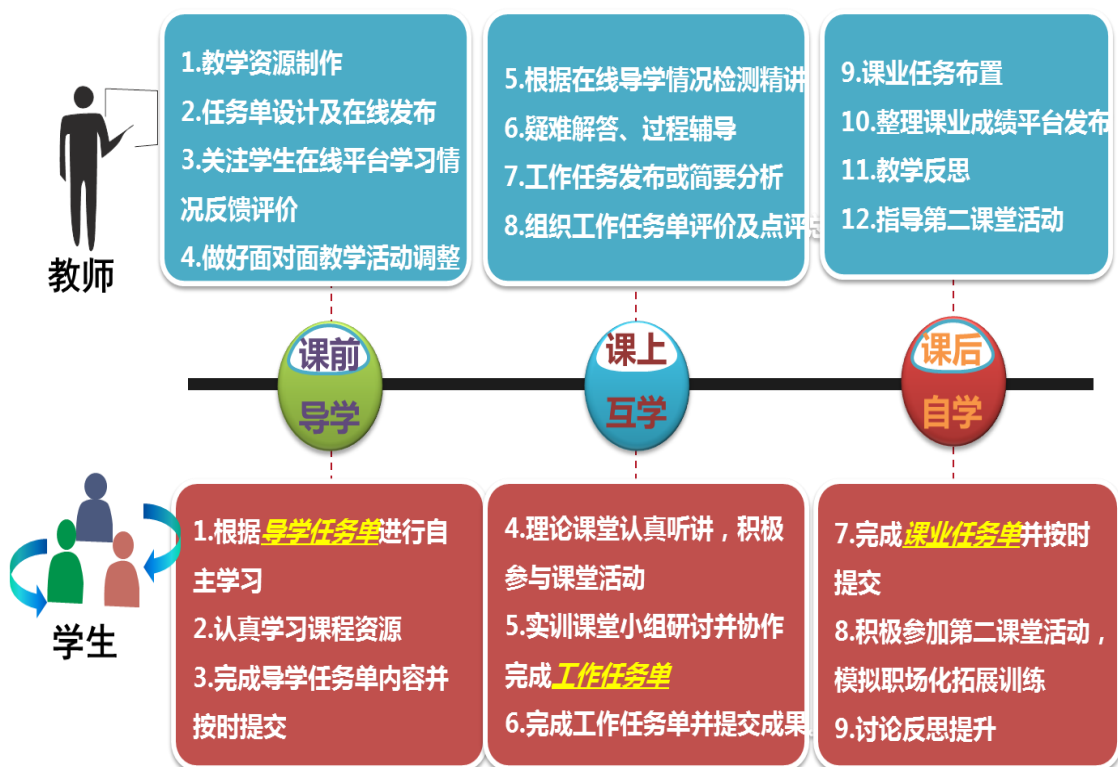 1.教学资源制作
2.任务单设计及在线发布
3.关注学生在线平台学习情
况反馈评价
4.做好面对面教学活动调整
5.根据在线导学情况检测精讲
6.疑难解答、过程辅导
7.工作任务发布或简要分析
8.组织工作任务单评价及点评
9.课业任务布置
10.整理课业成绩平台发布
11.教学反思
12.指导第二课堂活动
教师
课前
导学
课上
互学
课后
自学
学生
1.根据导学任务单进行自
主学习
2.认真学习课程资源
3.完成导学任务单内容并
按时提交
4.理论课堂认真听讲，积极
参与课堂活动
5.实训课堂小组研讨并协作
完成工作任务单
6.完成工作任务单并提交成果
7.完成课业任务单并按时
提交
8.积极参加第二课堂活动，
模拟职场化拓展训练
9.讨论反思提升